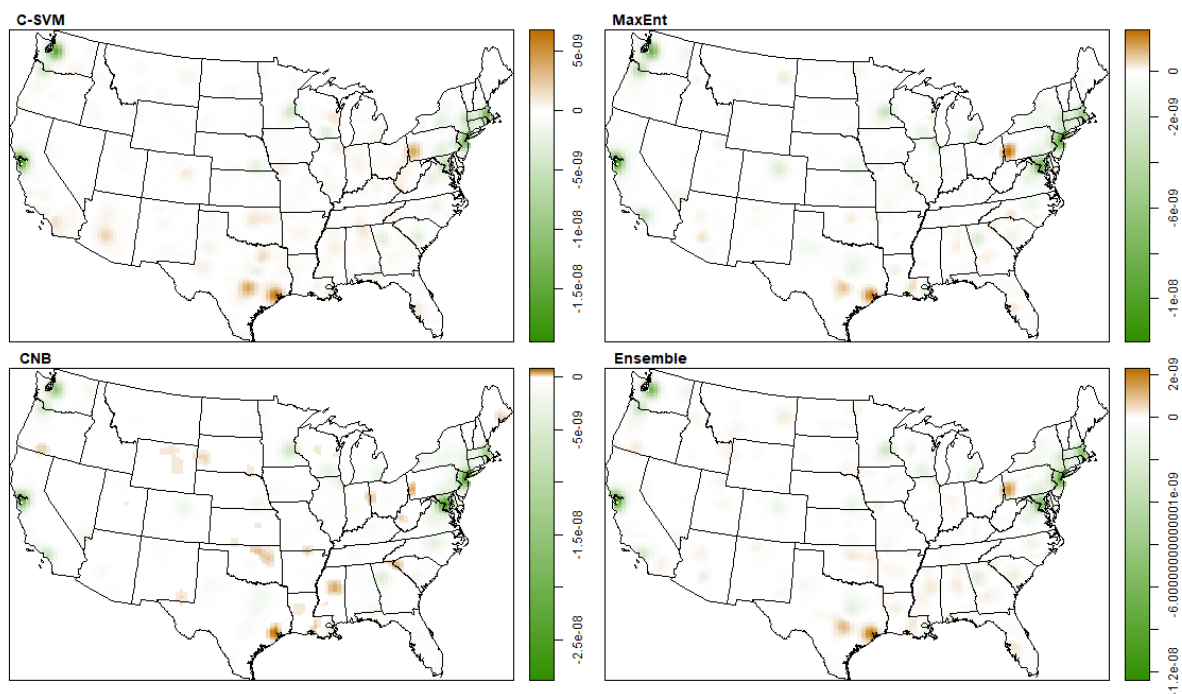 C-SVM
5e-09
0
-5e-09
-1e-08
-1.5e-08
MaxEnt
0
-2e-09
-6e-09
-1e-08
CNB
0
-5e-09
-1.5e-08
-2.5e-08
Ensemble
2e-09
0
-6.00000000000001e-09
-1.2e-08